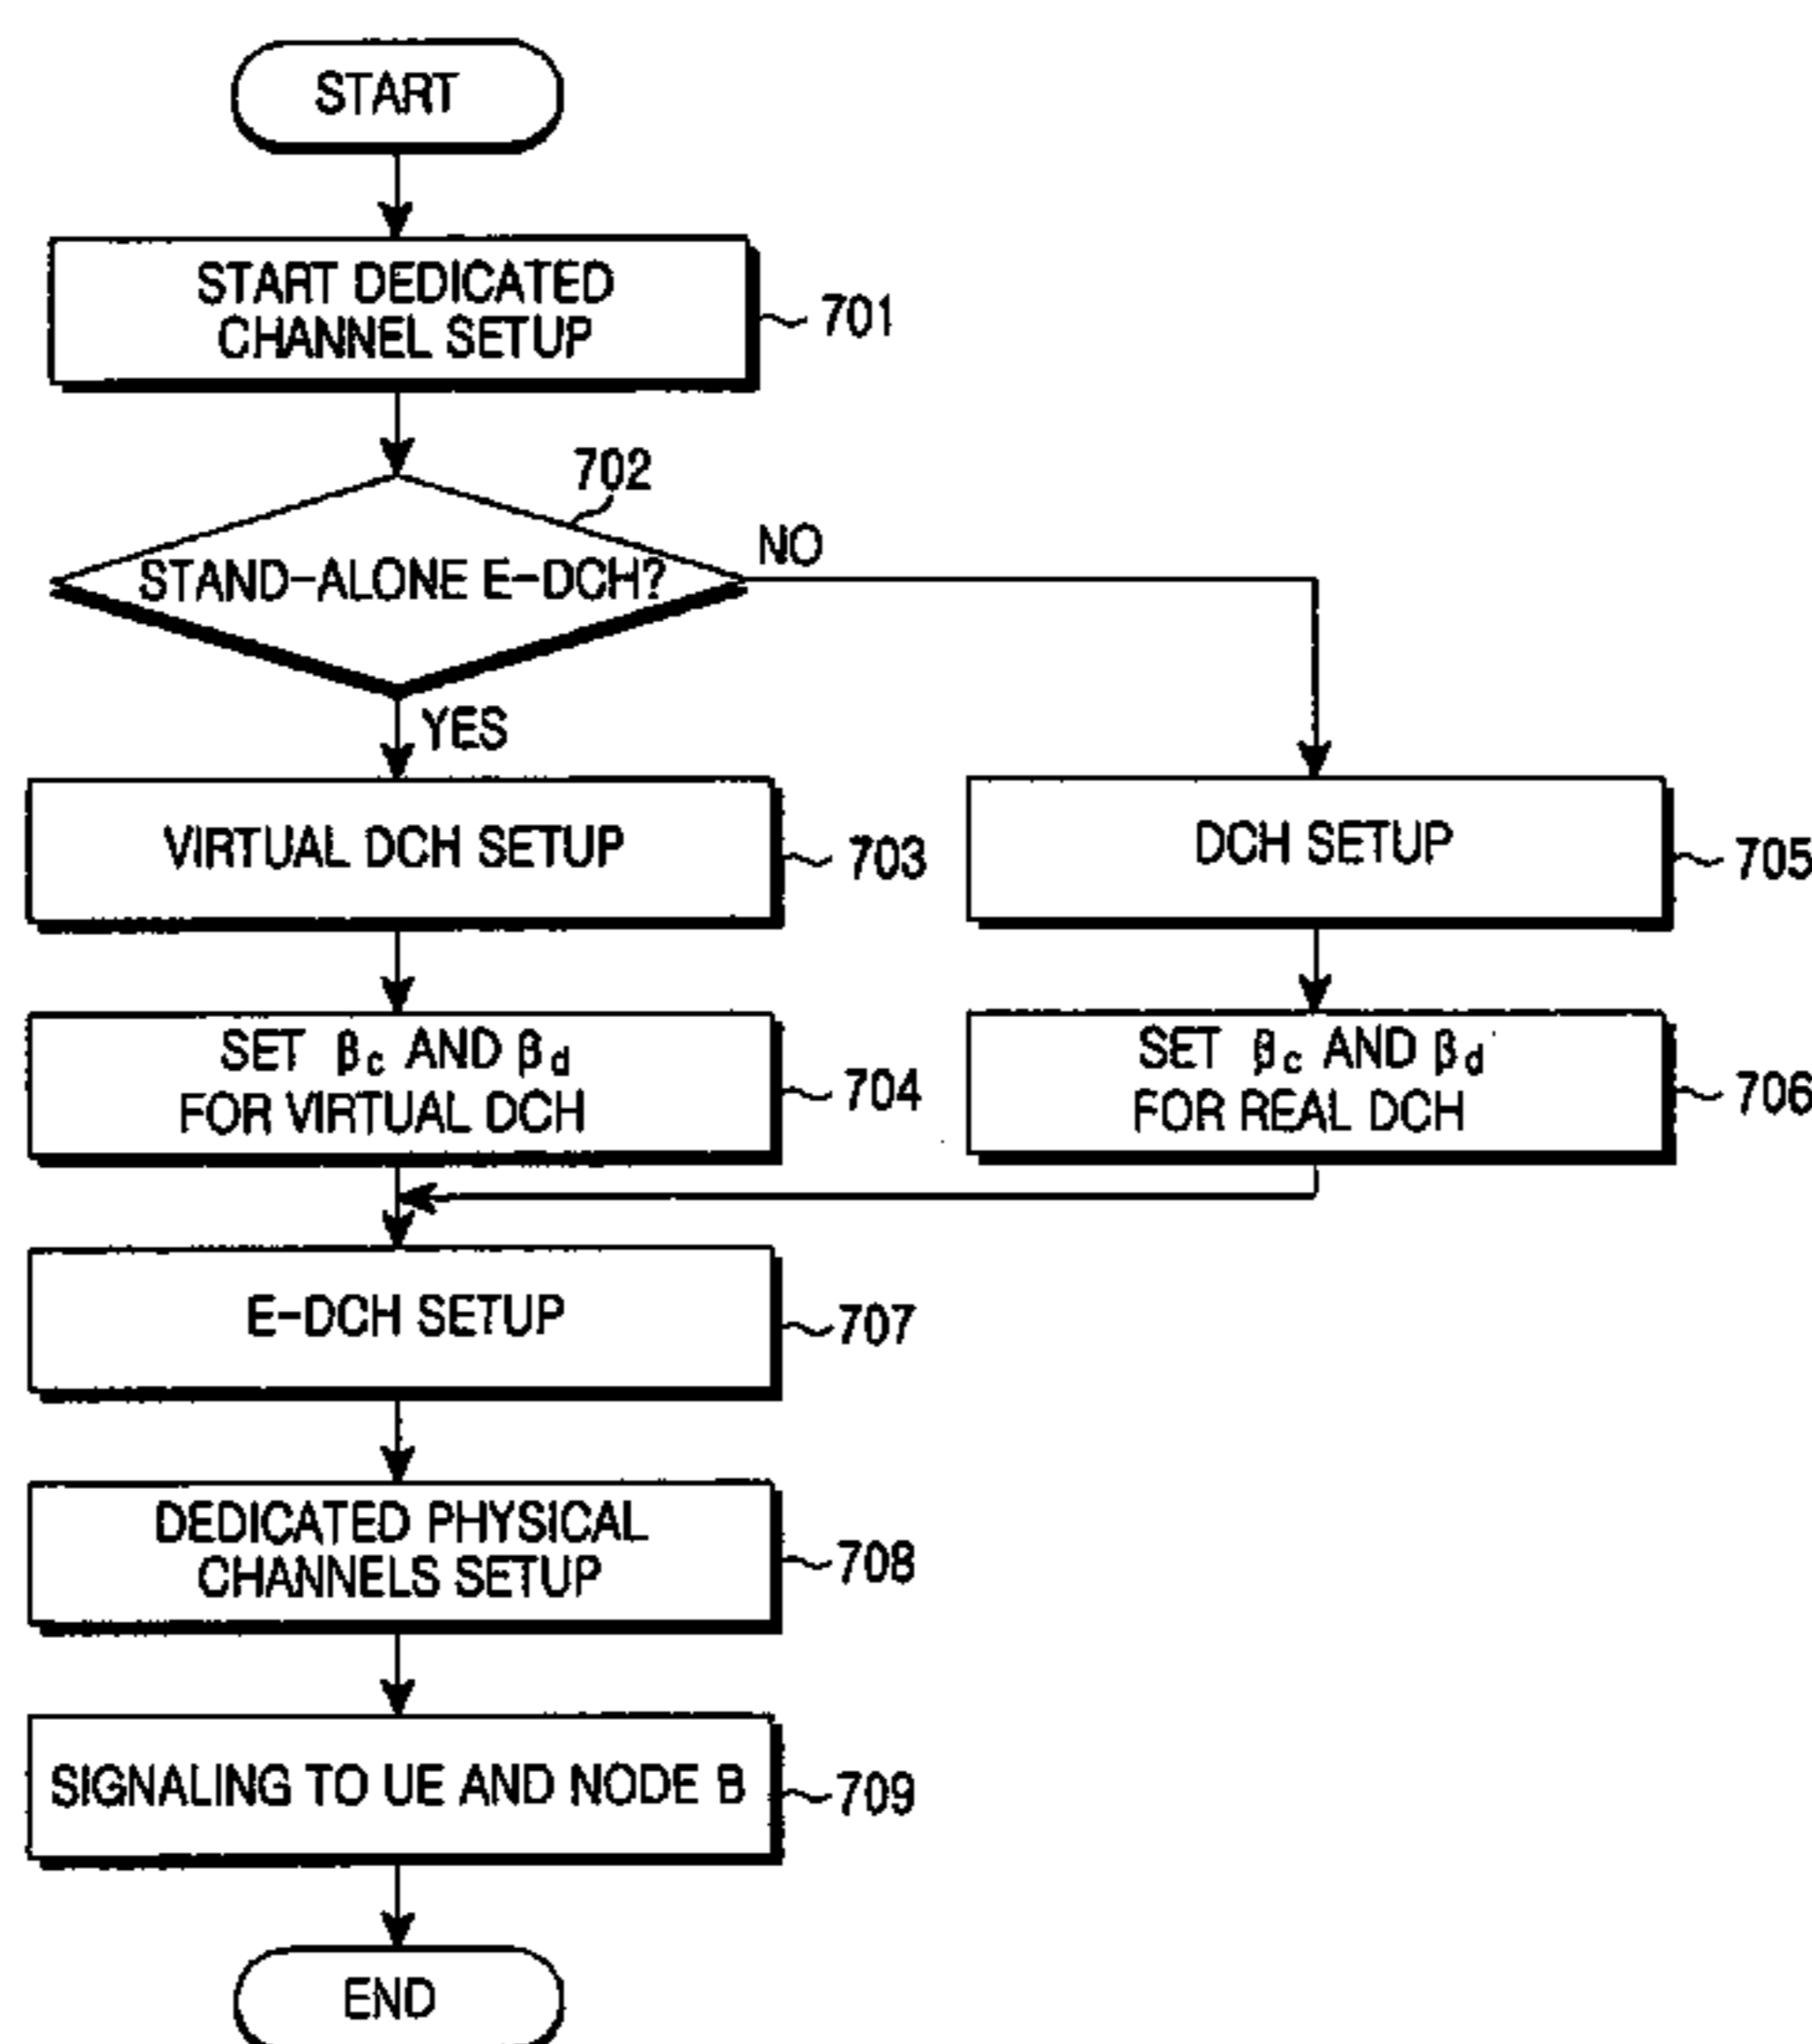 START
START DEDICATED
CHANNEL SETUP
701
702
STAND-ALONE E-DCH?
NO
YES
VIRTUAL DCH SETUP
703
DCH SETUP
705
SET βc AND βd
FOR VIRTUAL DCH
704
SET βc AND βd
FOR REAL DCH
706
E-DCH SETUP
707
DEDICATED PHYSICAL
CHANNELS SETUP
708
SIGNALING TO UE AND NODE B
709
END